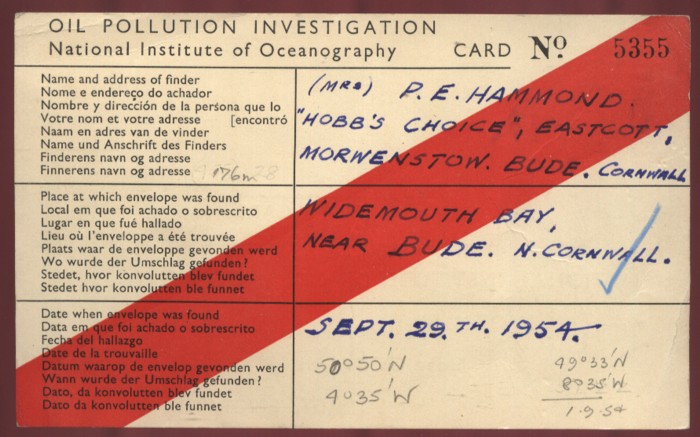 OIL POLLUTION INVESTIGATION
National Institute of Oceanography
CARD No. 5355
Name and address of finder
Nome e endereço do achador
Nombre y dirección de la persona que lo
Votre nom et votre adresse [encontró
Naam en adres van de vinder
Name und Anschrift des Finders
Finderens navn og adresse
Finnerens navn og adresse
(MRS) P. E. HAMMOND.
"HOBB'S CHOICE", EASTCOTT,
MORWENSTOW. BUDE. CORNWALL
Place at which envelope was found
Local em que foi achado o sobrescrito
Lugar en que fué hallado
Lieu où l'enveloppe a été trouvée
Plaats waar de enveloppe gevonden werd
Wo wurde der Umschlag gefunden?
Stedet, hvor konvolutten blev fundet
Stedet hvor konvolutten ble funnet
WIDEMOUTH BAY,
NEAR BUDE. N. CORNWALL.
Date when envelope was found
Data em que foi achado o sobrescrito
Fecha del hallazgo
Date de la trouvaille
Datum waarop de envelop gevonden werd
Wann wurde der Umschlag gefunden?
Dato, da konvolutten blev fundet
Dato da konvolutten ble funnet
SEPT. 29.TH. 1954.
50°50'N
4°35'W
49°33'N
8°35'W
1.9.54